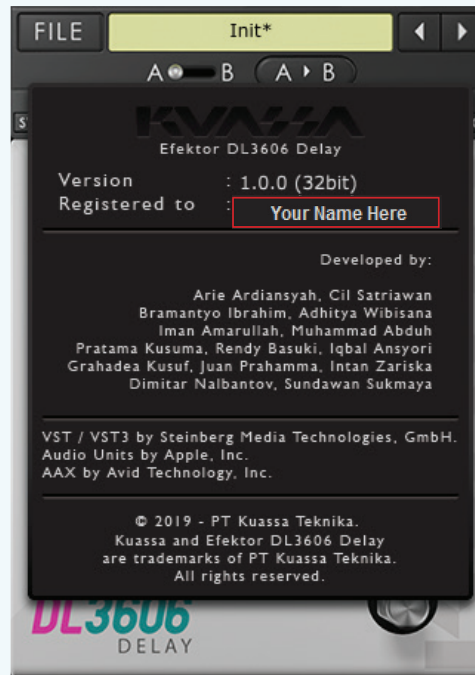 FILE
Init*
A B
A B
KVASSA
Efektor DL3606 Delay
Version : 1.0.0 (32bit)
Registered to : Your Name Here
Developed by:
Arie Ardiansyah, Cil Satriawan
Bramantyo Ibrahim, Adhitya Wibisana
Iman Amarullah, Muhammad Abduh
Pratama Kusuma, Rendy Basuki, Iqbal Ansyori
Grahadea Kusuf, Juan Prahamma, Intan Zariska
Dimitar Nalbantov, Sundawan Sukmaya
VST / VST3 by Steinberg Media Technologies, GmbH.
Audio Units by Apple, Inc.
AAX by Avid Technology, Inc.
© 2019 - PT Kuassa Teknika.
Kuassa and Efektor DL3606 Delay
are trademarks of PT Kuassa Teknika.
All rights reserved.
DL3606
DELAY